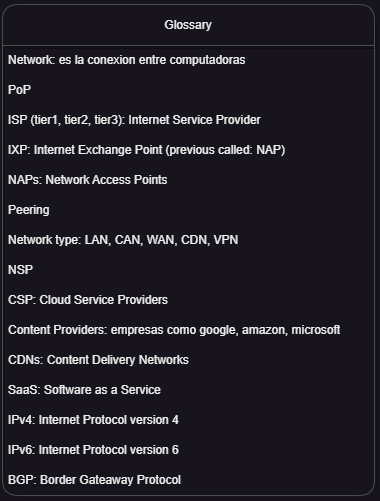 Glossary
Network: es la conexion entre computadoras
PoP
ISP (tier1, tier2, tier3): Internet Service Provider
IXP: Internet Exchange Point (previous called: NAP)
NAPs: Network Access Points
Peering
Network type: LAN, CAN, WAN, CDN, VPN
NSP
CSP: Cloud Service Providers
Content Providers: empresas como google, amazon, microsoft
CDNs: Content Delivery Networks
SaaS: Software as a Service
IPv4: Internet Protocol version 4
IPv6: Internet Protocol version 6
BGP: Border Gateaway Protocol